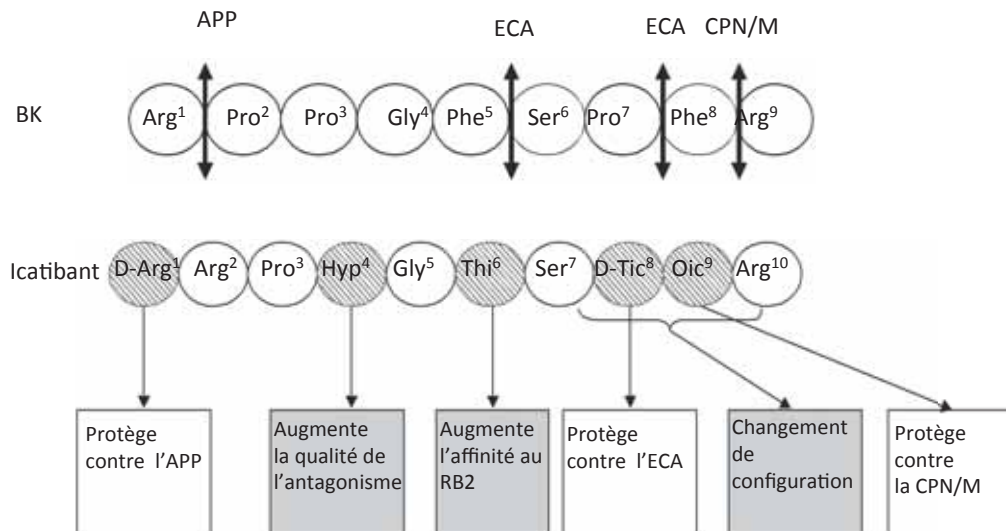 APP ECA ECA CPN/M
BK Arg¹ Pro² Pro³ Gly⁴ Phe⁵ Ser⁶ Pro⁷ Phe⁸ Arg⁹
Icatibant D-Arg¹ Arg² Pro³ Hyp⁴ Gly⁵ Thi⁶ Ser⁷ D-Tic⁸ Oic⁹ Arg¹⁰
Protège
contre l’APP
Augmente
la qualité de
l’antagonisme
Augmente
l’affinité au
RB2
Protège
contre l’ECA
Changement
de
configuration
Protège
contre
la CPN/M